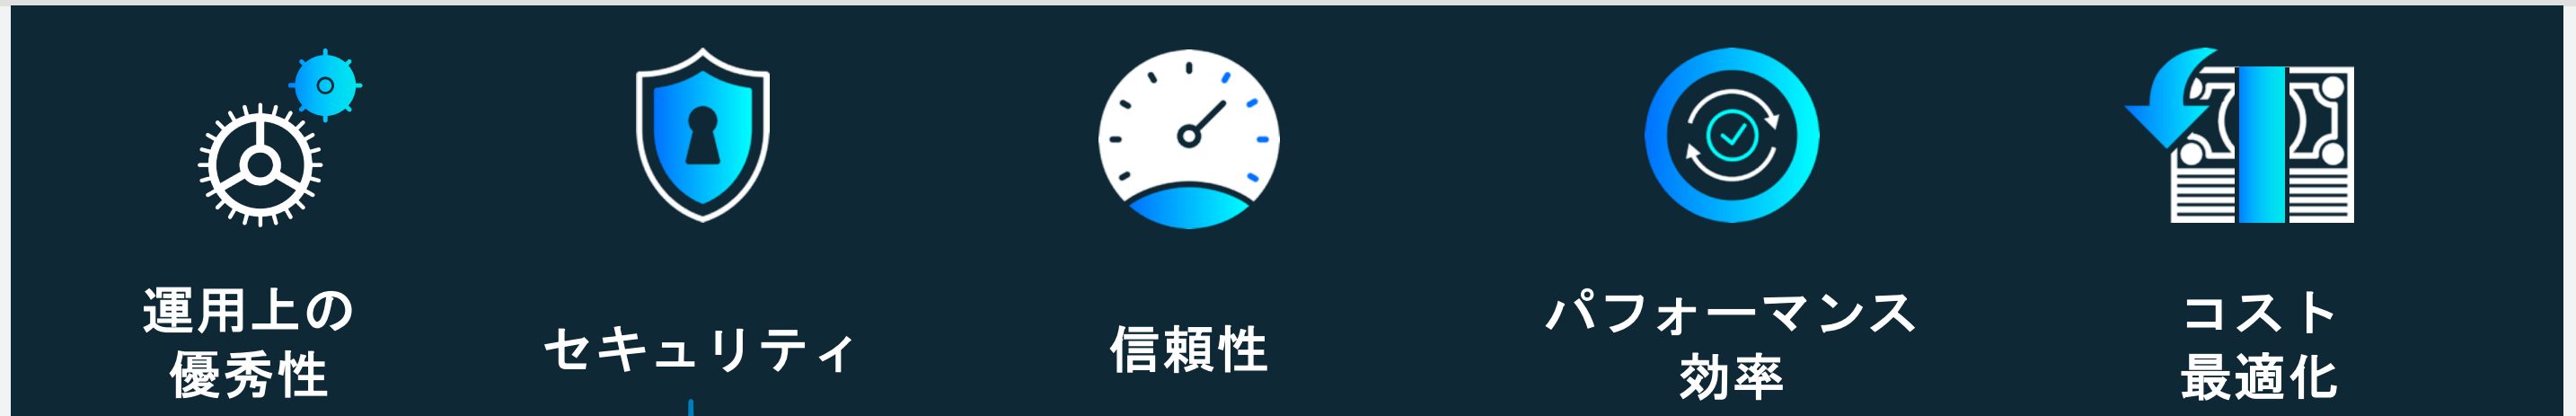 運用上の
優秀性
セキュリティ
信頼性
パフォーマンス
効率
コスト
最適化